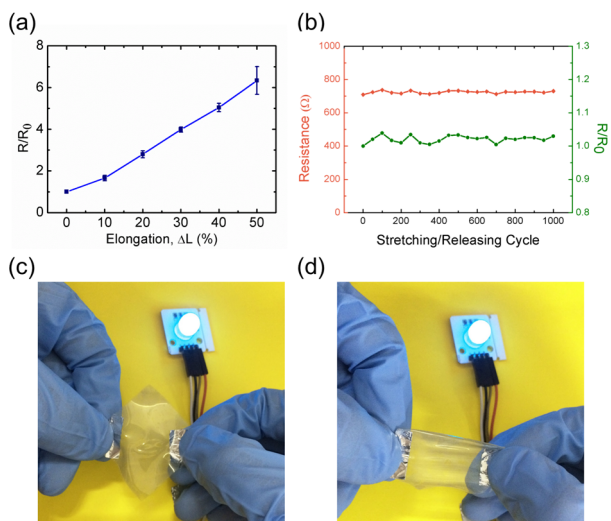 (a)
8
6
4
2
0
R/R0
0 10 20 30 40 50
Elongation, ΔL (%)
(b)
1000
800
600
400
200
0
Resistance (Ω)
1.3
1.2
1.1
1.0
0.9
0.8
R/R0
0 200 400 600 800 1000
Stretching/Releasing Cycle
(c)
(d)